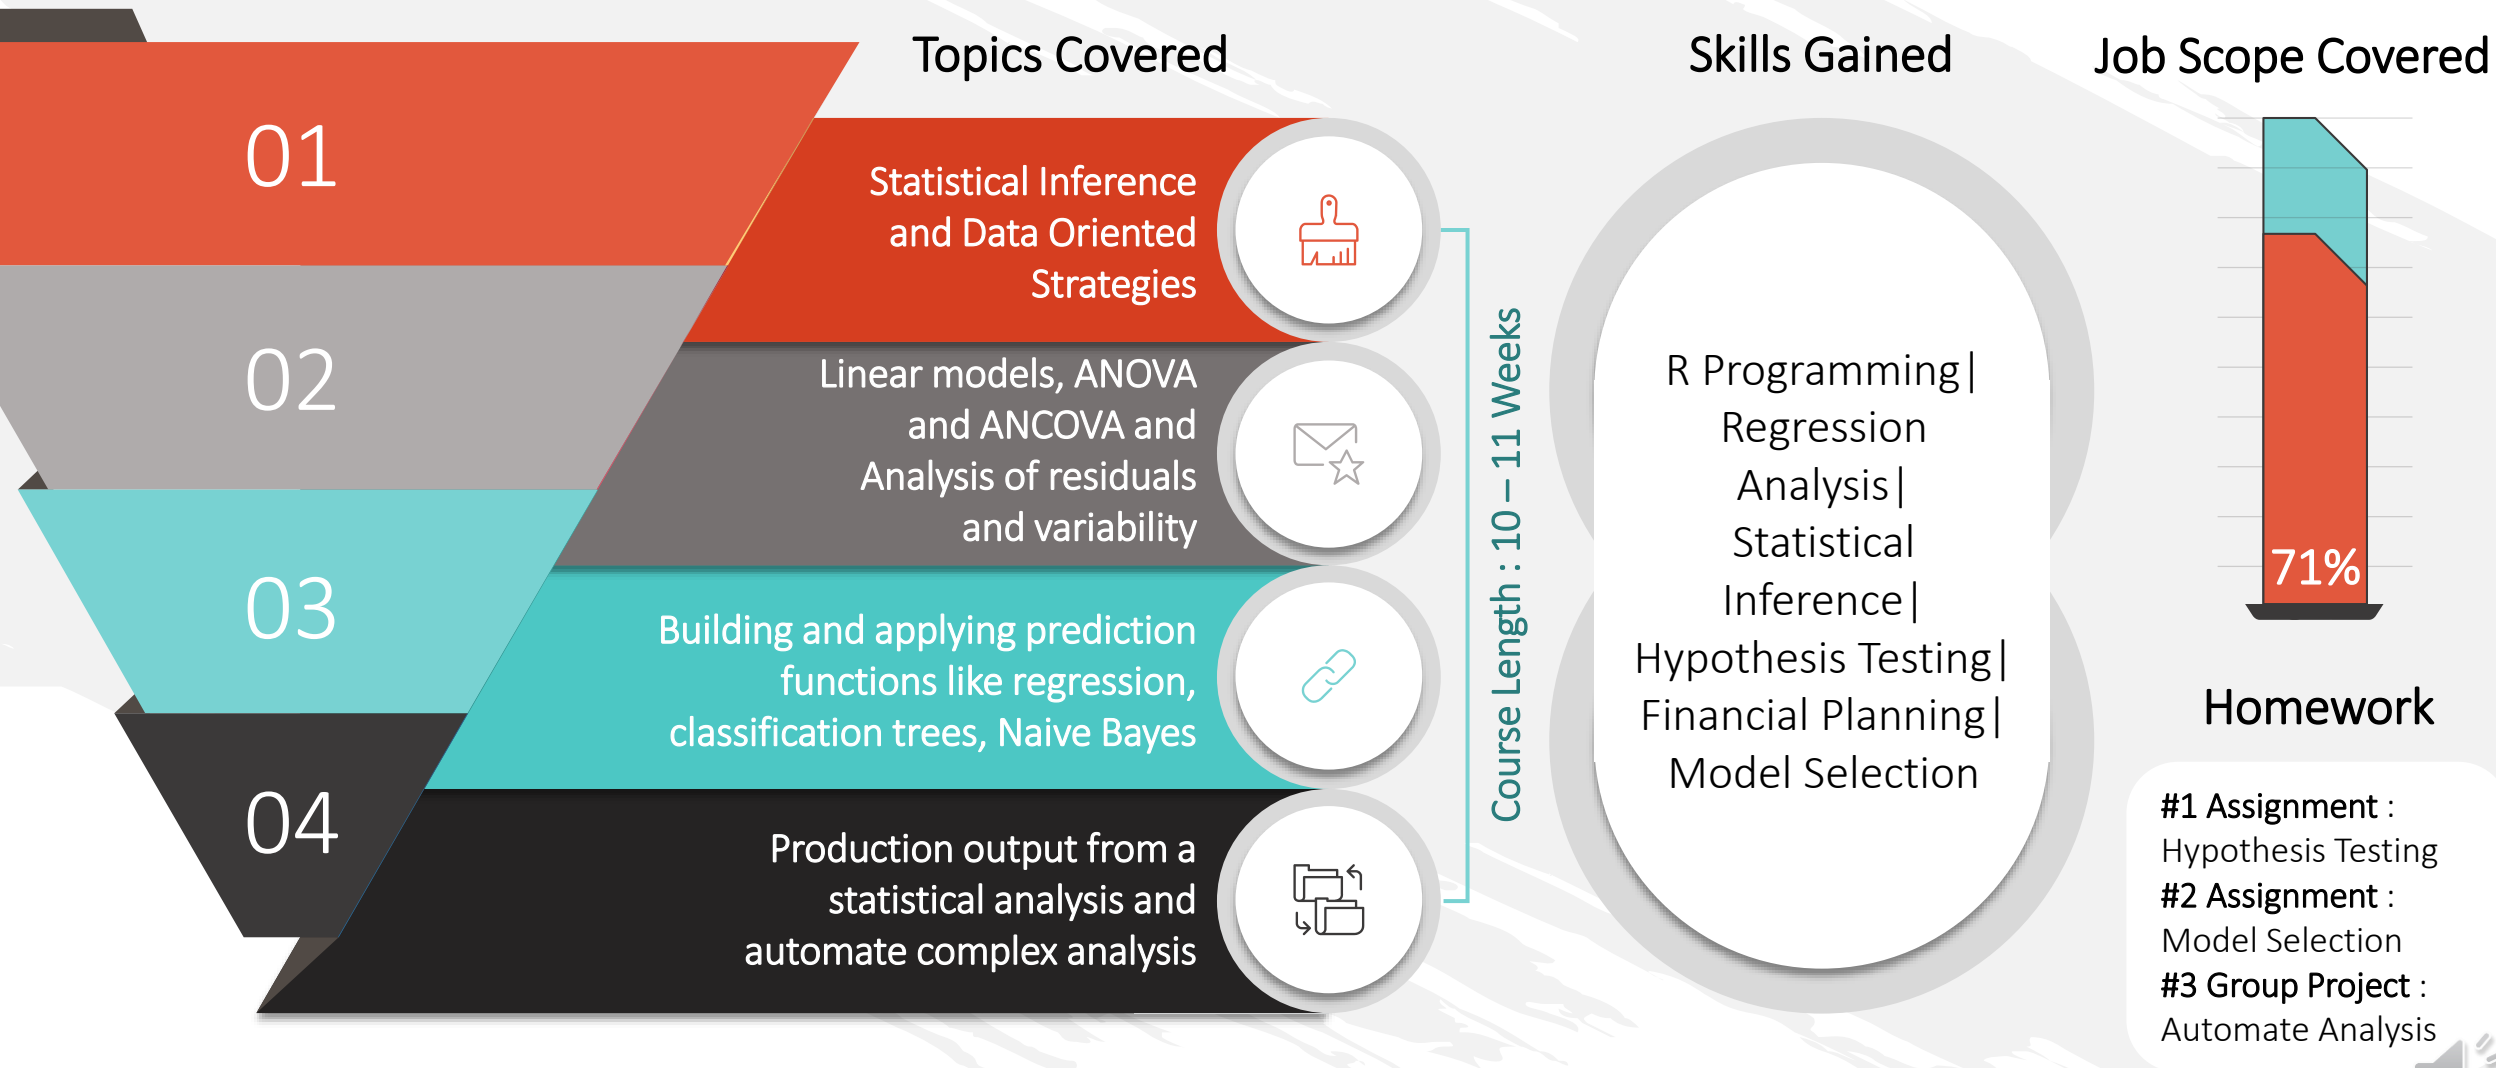 Topics Covered
Skills Gained
Job Scope Covered
01
Statistical Inference
and Data Oriented
Strategies
02
Linear models, ANOVA
and ANCOVA and
Analysis of residuals
and variability
03
Building and applying prediction
functions like regression,
classification trees, Naive Bayes
04
Production output from a
statistical analysis and
automate complex analysis
Course Length : 10 – 11 Weeks
R Programming|
Regression
Analysis|
Statistical
Inference|
Hypothesis Testing|
Financial Planning|
Model Selection
71%
Homework
#1 Assignment :
Hypothesis Testing
#2 Assignment :
Model Selection
#3 Group Project :
Automate Analysis